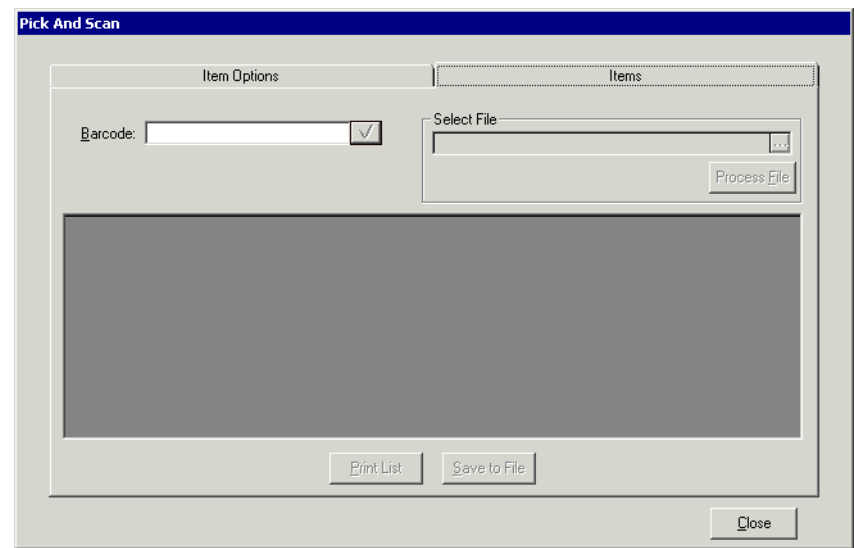 Pick And Scan
Item Options
Items
Barcode:
Select File
...
Process File
Print List
Save to File
Close